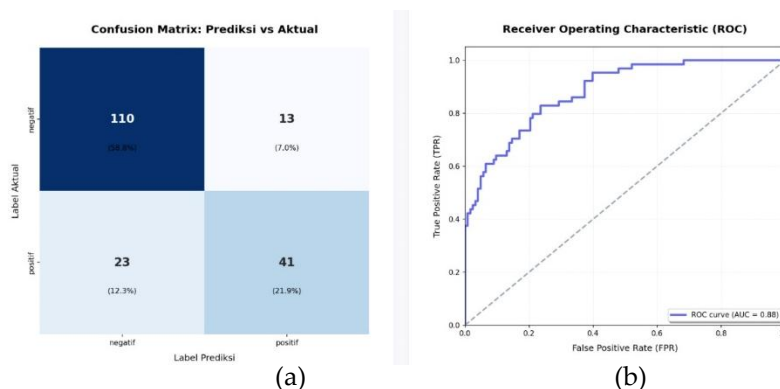 Confusion Matrix: Prediksi vs Aktual
negatif
positif
Label Aktual
110
(58.8%)
13
(7.0%)
23
(12.3%)
41
(21.9%)
negatif
positif
Label Prediksi
(a)
Receiver Operating Characteristic (ROC)
True Positive Rate (TPR)
1.0
0.8
0.6
0.4
0.2
0.0
0.0
0.2
0.4
0.6
0.8
ROC curve (AUC = 0.88)
False Positive Rate (FPR)
(b)